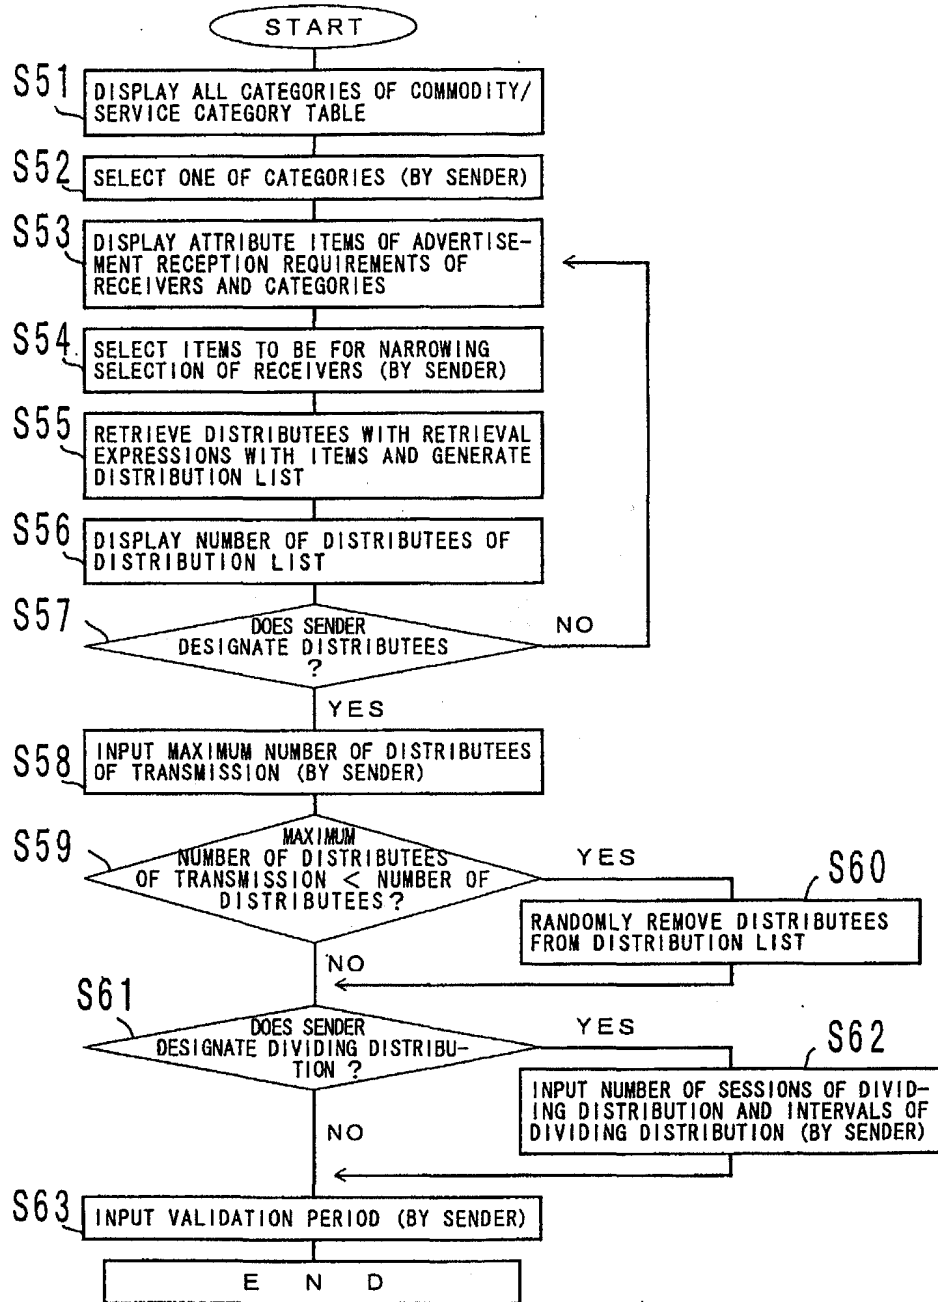 START
S51
DISPLAY ALL CATEGORIES OF COMMODITY/
SERVICE CATEGORY TABLE
S52
SELECT ONE OF CATEGORIES (BY SENDER)
S53
DISPLAY ATTRIBUTE ITEMS OF ADVERTISE-
MENT RECEPTION REQUIREMENTS OF
RECEIVERS AND CATEGORIES
S54
SELECT ITEMS TO BE FOR NARROWING
SELECTION OF RECEIVERS (BY SENDER)
S55
RETRIEVE DISTRIBUTEES WITH RETRIEVAL
EXPRESSIONS WITH ITEMS AND GENERATE
DISTRIBUTION LIST
S56
DISPLAY NUMBER OF DISTRIBUTEES OF
DISTRIBUTION LIST
S57
DOES SENDER
DESIGNATE DISTRIBUTEES
?
NO
YES
S58
INPUT MAXIMUM NUMBER OF DISTRIBUTEES
OF TRANSMISSION (BY SENDER)
S59
MAXIMUM
NUMBER OF DISTRIBUTEES
OF TRANSMISSION < NUMBER OF
DISTRIBUTEES?
YES
S60
RANDOMLY REMOVE DISTRIBUTEES
FROM DISTRIBUTION LIST
NO
S61
DOES SENDER
DESIGNATE DIVIDING DISTRIBU-
TION ?
YES
S62
INPUT NUMBER OF SESSIONS OF DIVID-
ING DISTRIBUTION AND INTERVALS OF
DIVIDING DISTRIBUTION (BY SENDER)
NO
S63
INPUT VALIDATION PERIOD (BY SENDER)
E N D